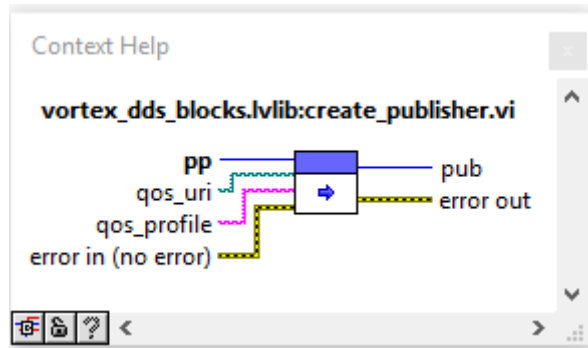 Context Help
vortex_dds_blocks.lvlib:create_publisher.vi
pp
pub
qos_uri
error out
qos_profile
error in (no error)
?